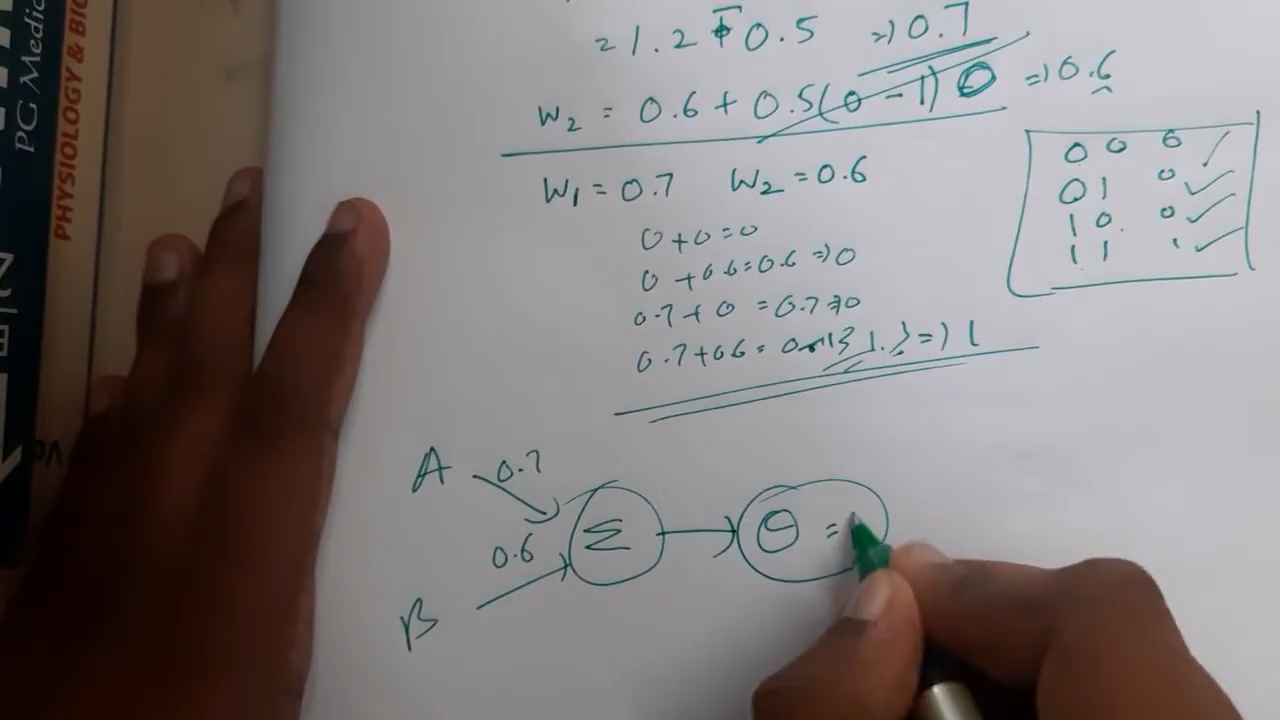 PG Medic
PHYSIOLOGY & BIO
= 1.2 - 0.5 => 0.7
W2 = 0.6 + 0.5(0-1) 0 => 0.6
W1 = 0.7 W2 = 0.6
0+0=0
0+0.6=0.6 => 0
0.7+0 = 0.7 => 0
0.7+0.6 = 1.3 => 1
0 0 0 ✓
0 1 0 ✓
1 0 0 ✓
1 1 1 ✓
A 0.7
0.6 Σ θ =
B